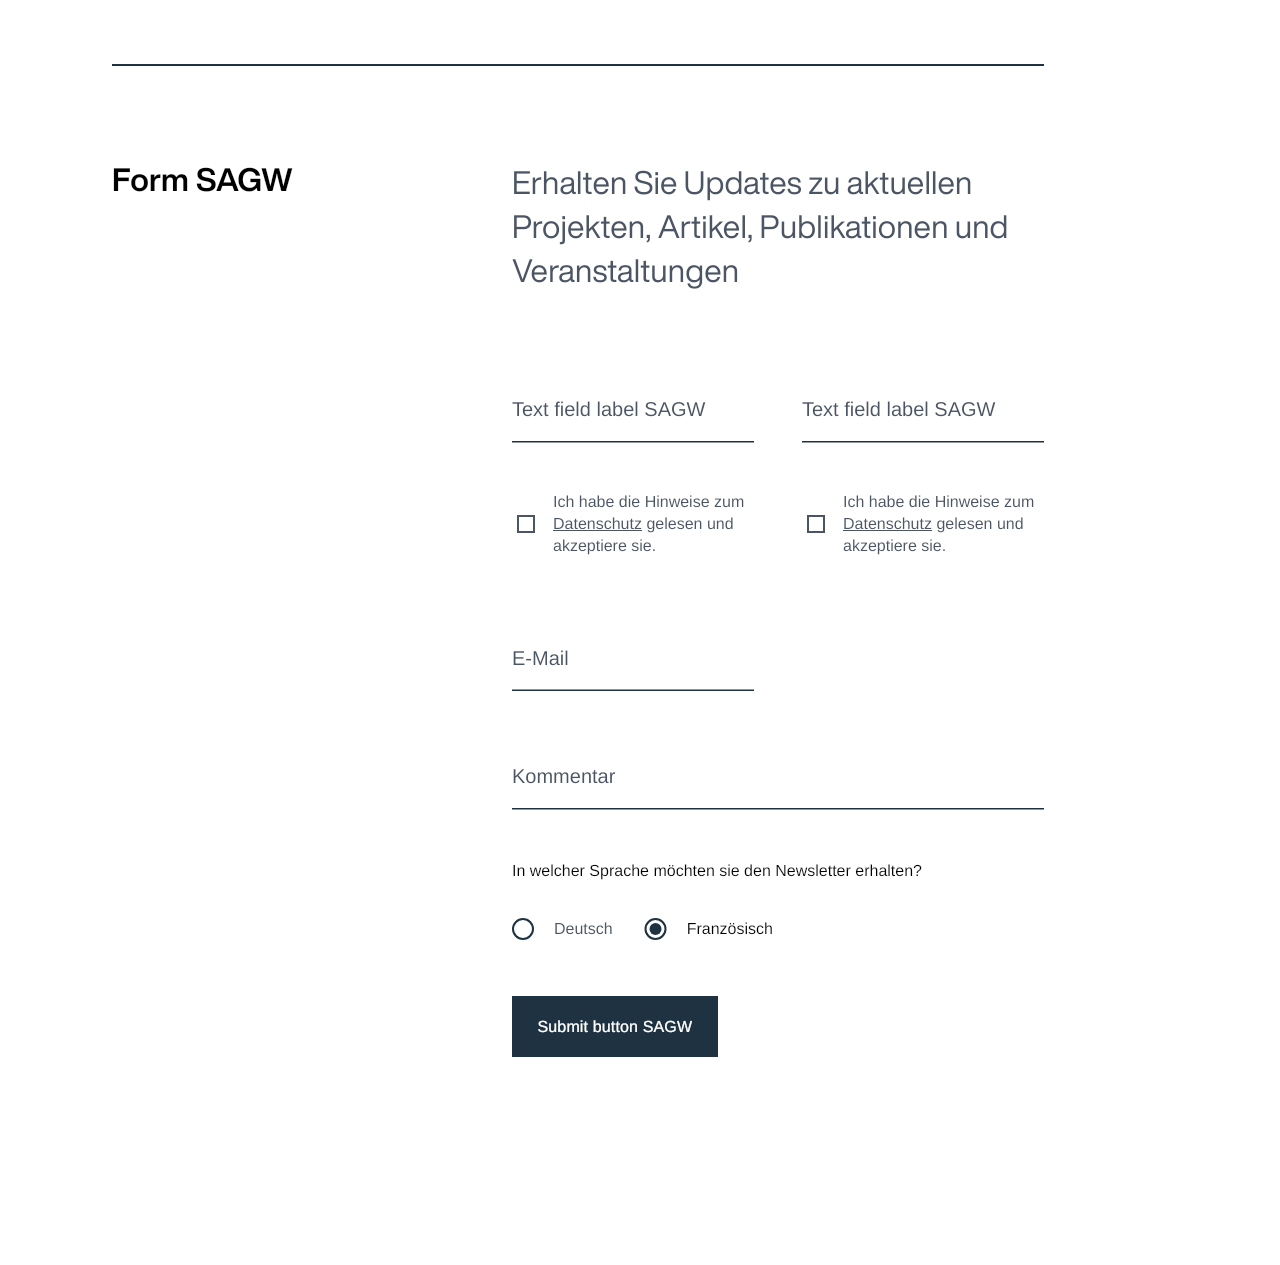 Form SAGW
Erhalten Sie Updates zu aktuellen
Projekten, Artikel, Publikationen und
Veranstaltungen
Text field label SAGW
Text field label SAGW
Ich habe die Hinweise zum
Datenschutz gelesen und
akzeptiere sie.
Ich habe die Hinweise zum
Datenschutz gelesen und
akzeptiere sie.
E-Mail
Kommentar
In welcher Sprache möchten sie den Newsletter erhalten?
Deutsch
Französisch
Submit button SAGW